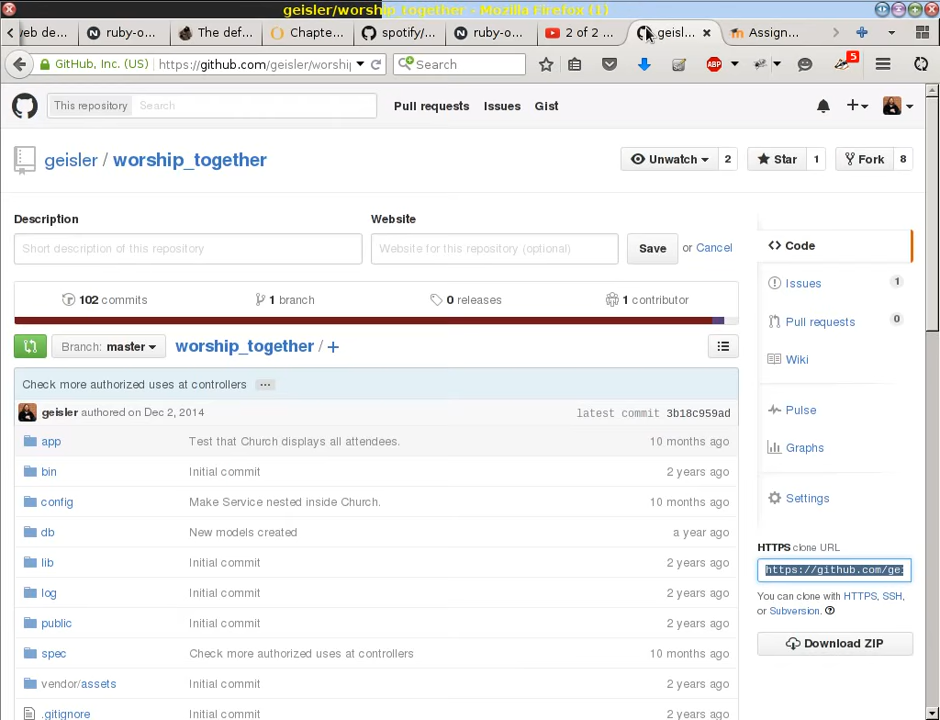 geisler/worship_together - Mozilla Firefox (1)
web de... ruby-o... The def... Chapte... spotify/... ruby-o... 2 of 2 ... geisl... Assign...
GitHub, Inc. (US) https://github.com/geisler/worship Search ABP 5
This repository Search Pull requests Issues Gist
geisler / worship_together Unwatch 2 Star 1 Fork 8
Description Website
Short description of this repository Website for this repository (optional) Save or Cancel
Code
Issues 1
Pull requests 0
Wiki
Pulse
Graphs
Settings
HTTPS clone URL
https://github.com/gei
You can clone with HTTPS, SSH,
or Subversion.
Download ZIP
102 commits 1 branch 0 releases 1 contributor
Branch: master worship_together / +
Check more authorized uses at controllers ...
geisler authored on Dec 2, 2014 latest commit 3b18c959ad
app Test that Church displays all attendees. 10 months ago
bin Initial commit 2 years ago
config Make Service nested inside Church. 10 months ago
db New models created a year ago
lib Initial commit 2 years ago
log Initial commit 2 years ago
public Initial commit 2 years ago
spec Check more authorized uses at controllers 10 months ago
vendor/assets Initial commit 2 years ago
.gitignore Initial commit 2 years ago